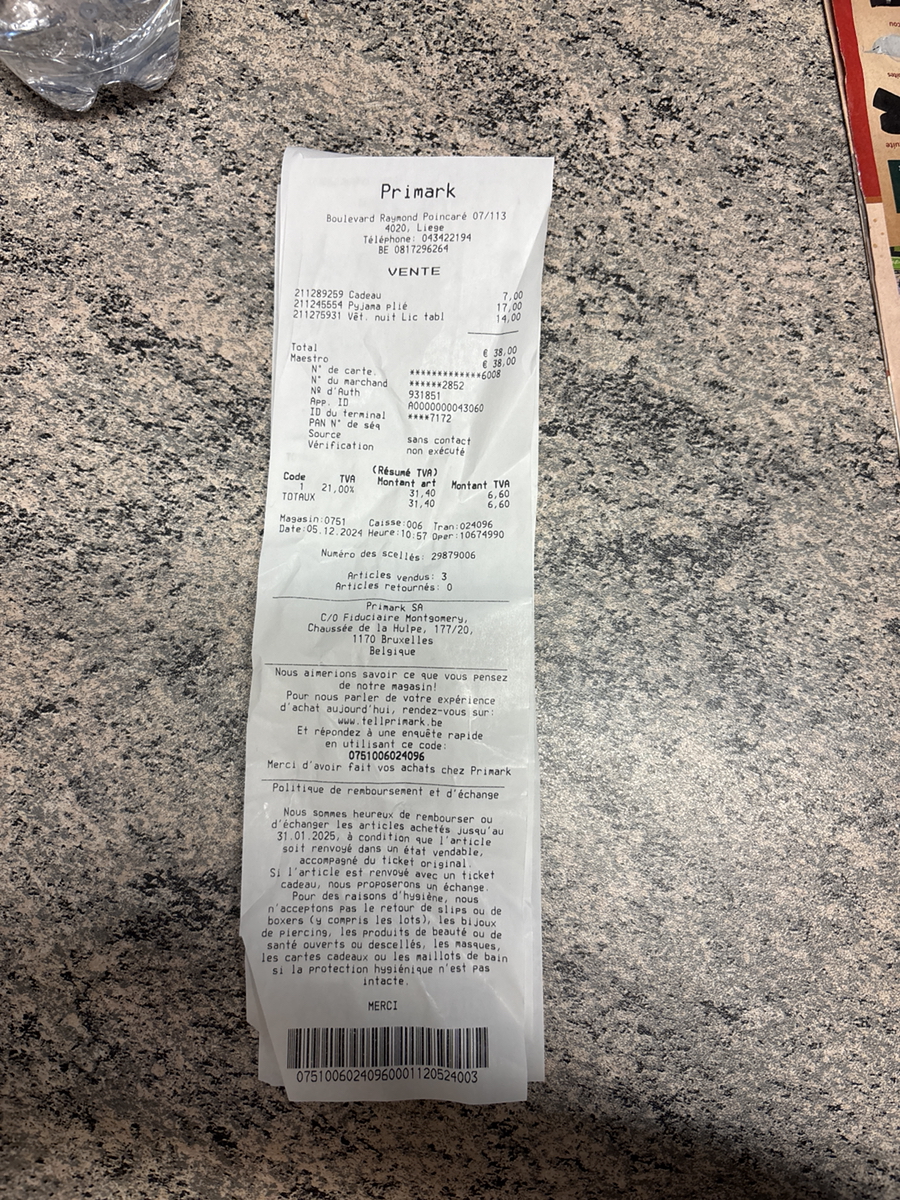 Primark
Boulevard Raymond Poincaré 07/113
4020, Liege
Téléphone: 043422194
BE 0817296264
VENTE
211289259 Cadeau 7,00
211245554 Pyjama plié 17,00
211275931 Vêt. nuit Lic tabl 14,00
Total € 38,00
Maestro € 38,00
N° de carte. *************6008
N° du marchand ******2852
Nº d'Auth 931851
App. ID A0000000043060
ID du terminal ****7172
PAN N° de séq
Source sans contact
Vérification non exécuté
(Résumé TVA)
Code TVA Montant art Montant TVA
1 21,00% 31,40 6,60
TOTAUX 31,40 6,60
Magasin:0751 Caisse:006 Tran:024096
Date:05.12.2024 Heure:10:57 Oper:10674990
Numéro des scellés: 29879006
Articles vendus: 3
Articles retournés: 0
Primark SA
C/O Fiduciaire Montgomery,
Chaussée de la Hulpe, 177/20,
1170 Bruxelles
Belgique
Nous aimerions savoir ce que vous pensez
de notre magasin!
Pour nous parler de votre expérience
d'achat aujourd'hui, rendez-vous sur:
www.tellprimark.be
Et répondez à une enquête rapide
en utilisant ce code:
0751006024096
Merci d'avoir fait vos achats chez Primark
Politique de remboursement et d'échange
Nous sommes heureux de rembourser ou
d'échanger les articles achetés jusqu'au
31.01.2025, à condition que l'article
soit renvoyé dans un état vendable,
accompagné du ticket original.
Si l'article est renvoyé avec un ticket
cadeau, nous proposerons un échange.
Pour des raisons d'hygiène, nous
n'acceptons pas le retour de slips ou de
boxers (y compris les lots), les bijoux
de piercing, les produits de beauté ou de
santé ouverts ou descellés, les masques,
les cartes cadeaux ou les maillots de bain
si la protection hygiénique n'est pas
intacte.
MERCI
07510060240960001120524003